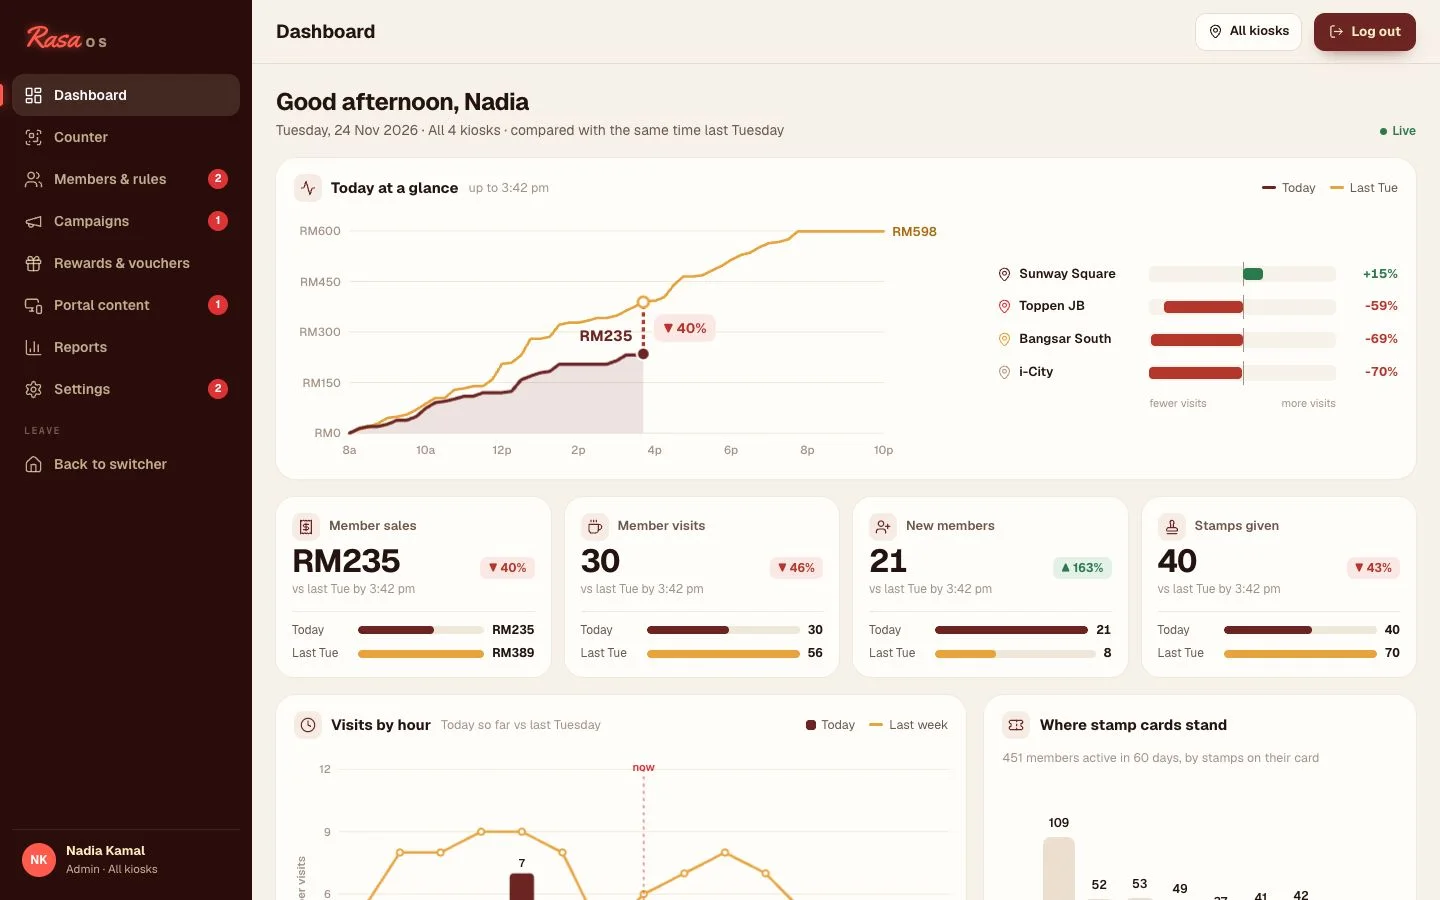 Rasa OS
Dashboard
Counter
Members & rules 2
Campaigns 1
Rewards & vouchers
Portal content 1
Reports
Settings 2
LEAVE
Back to switcher
NK
Nadia Kamal
Admin · All kiosks
Dashboard
All kiosks
Log out
Good afternoon, Nadia
Tuesday, 24 Nov 2026 · All 4 kiosks · compared with the same time last Tuesday
Live
Today at a glance up to 3:42 pm
Today Last Tue
RM600
RM450
RM300
RM150
RM0
8a 10a 12p 2p 4p 6p 8p 10p
RM598
RM235
▼ 40%
Sunway Square +15%
Toppen JB -59%
Bangsar South -69%
i-City -70%
fewer visits more visits
Member sales
RM235
▼ 40%
vs last Tue by 3:42 pm
Today RM235
Last Tue RM389
Member visits
30
▼ 46%
vs last Tue by 3:42 pm
Today 30
Last Tue 56
New members
21
▲ 163%
vs last Tue by 3:42 pm
Today 21
Last Tue 8
Stamps given
40
▼ 43%
vs last Tue by 3:42 pm
Today 40
Last Tue 70
Visits by hour Today so far vs last Tuesday
Today Last week
now
12
9
6
7
er visits
Where stamp cards stand
451 members active in 60 days, by stamps on their card
109
52
53
49
41
42